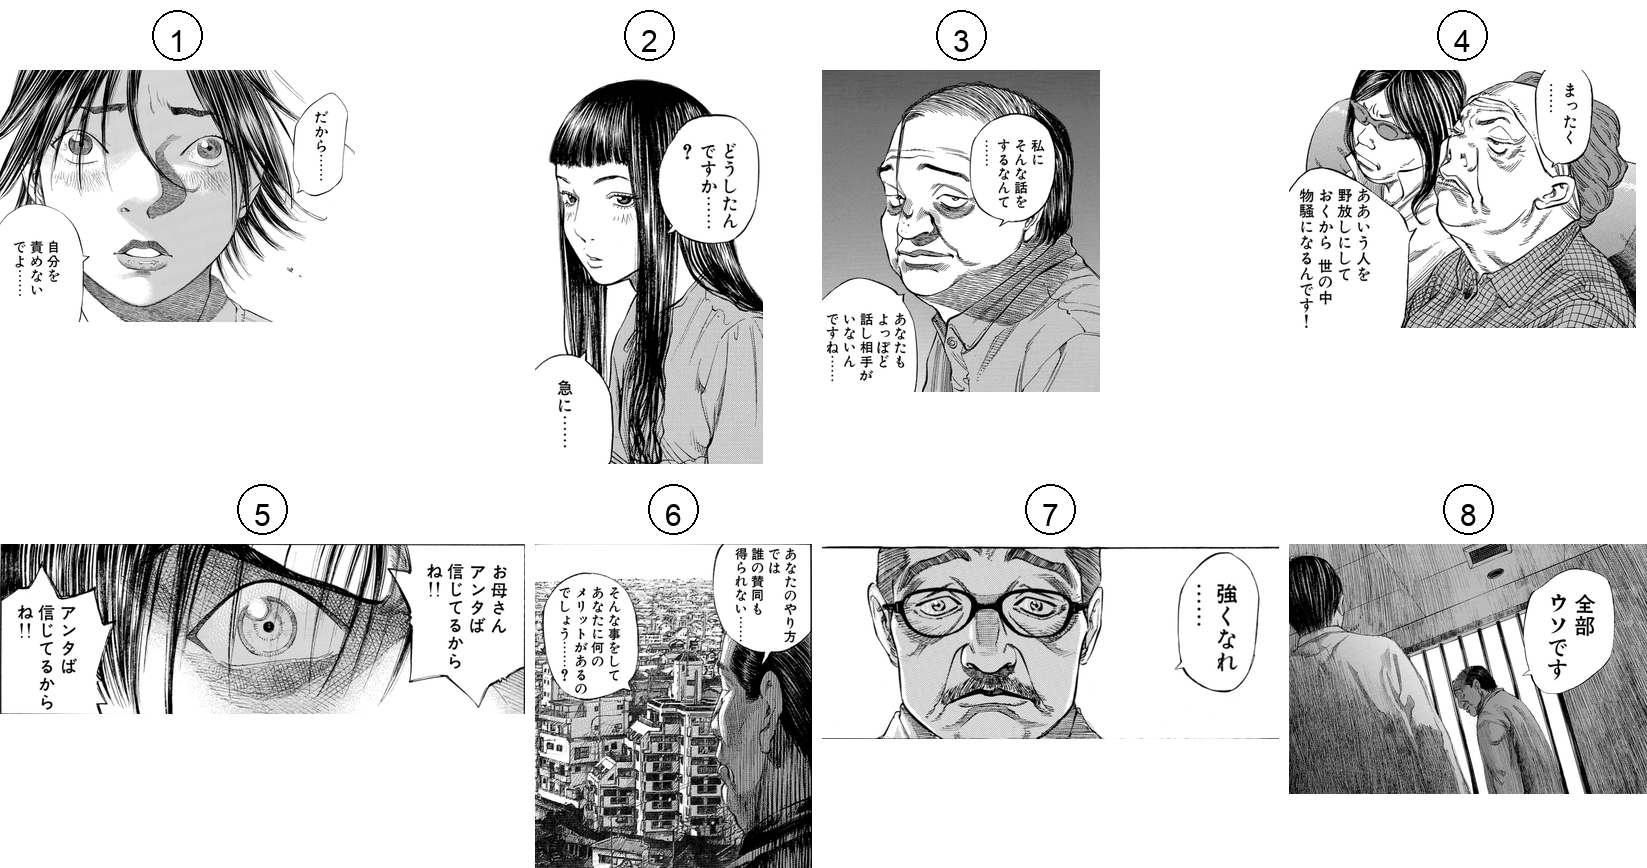 1
だから……
自分を
責めない
でよ……
2
どうしたん
ですか……
？
急に……
3
私に
そんな話を
するなんて
……
あなたも
よっぽど
話し相手が
いないん
ですね……
4
まったく
……
ああいう人を
野放しにして
おくから 世の中
物騒になるんです！
5
お母さん
アンタば
信じてるから
ね！！
アンタば
信じてるから
ね！！
6
あなたのやり方
では
誰の賛同も
得られない……
そんな事をして
あなたに何の
メリットがあるの
でしょう……？
7
強くなれ
……
8
全部
ウソです